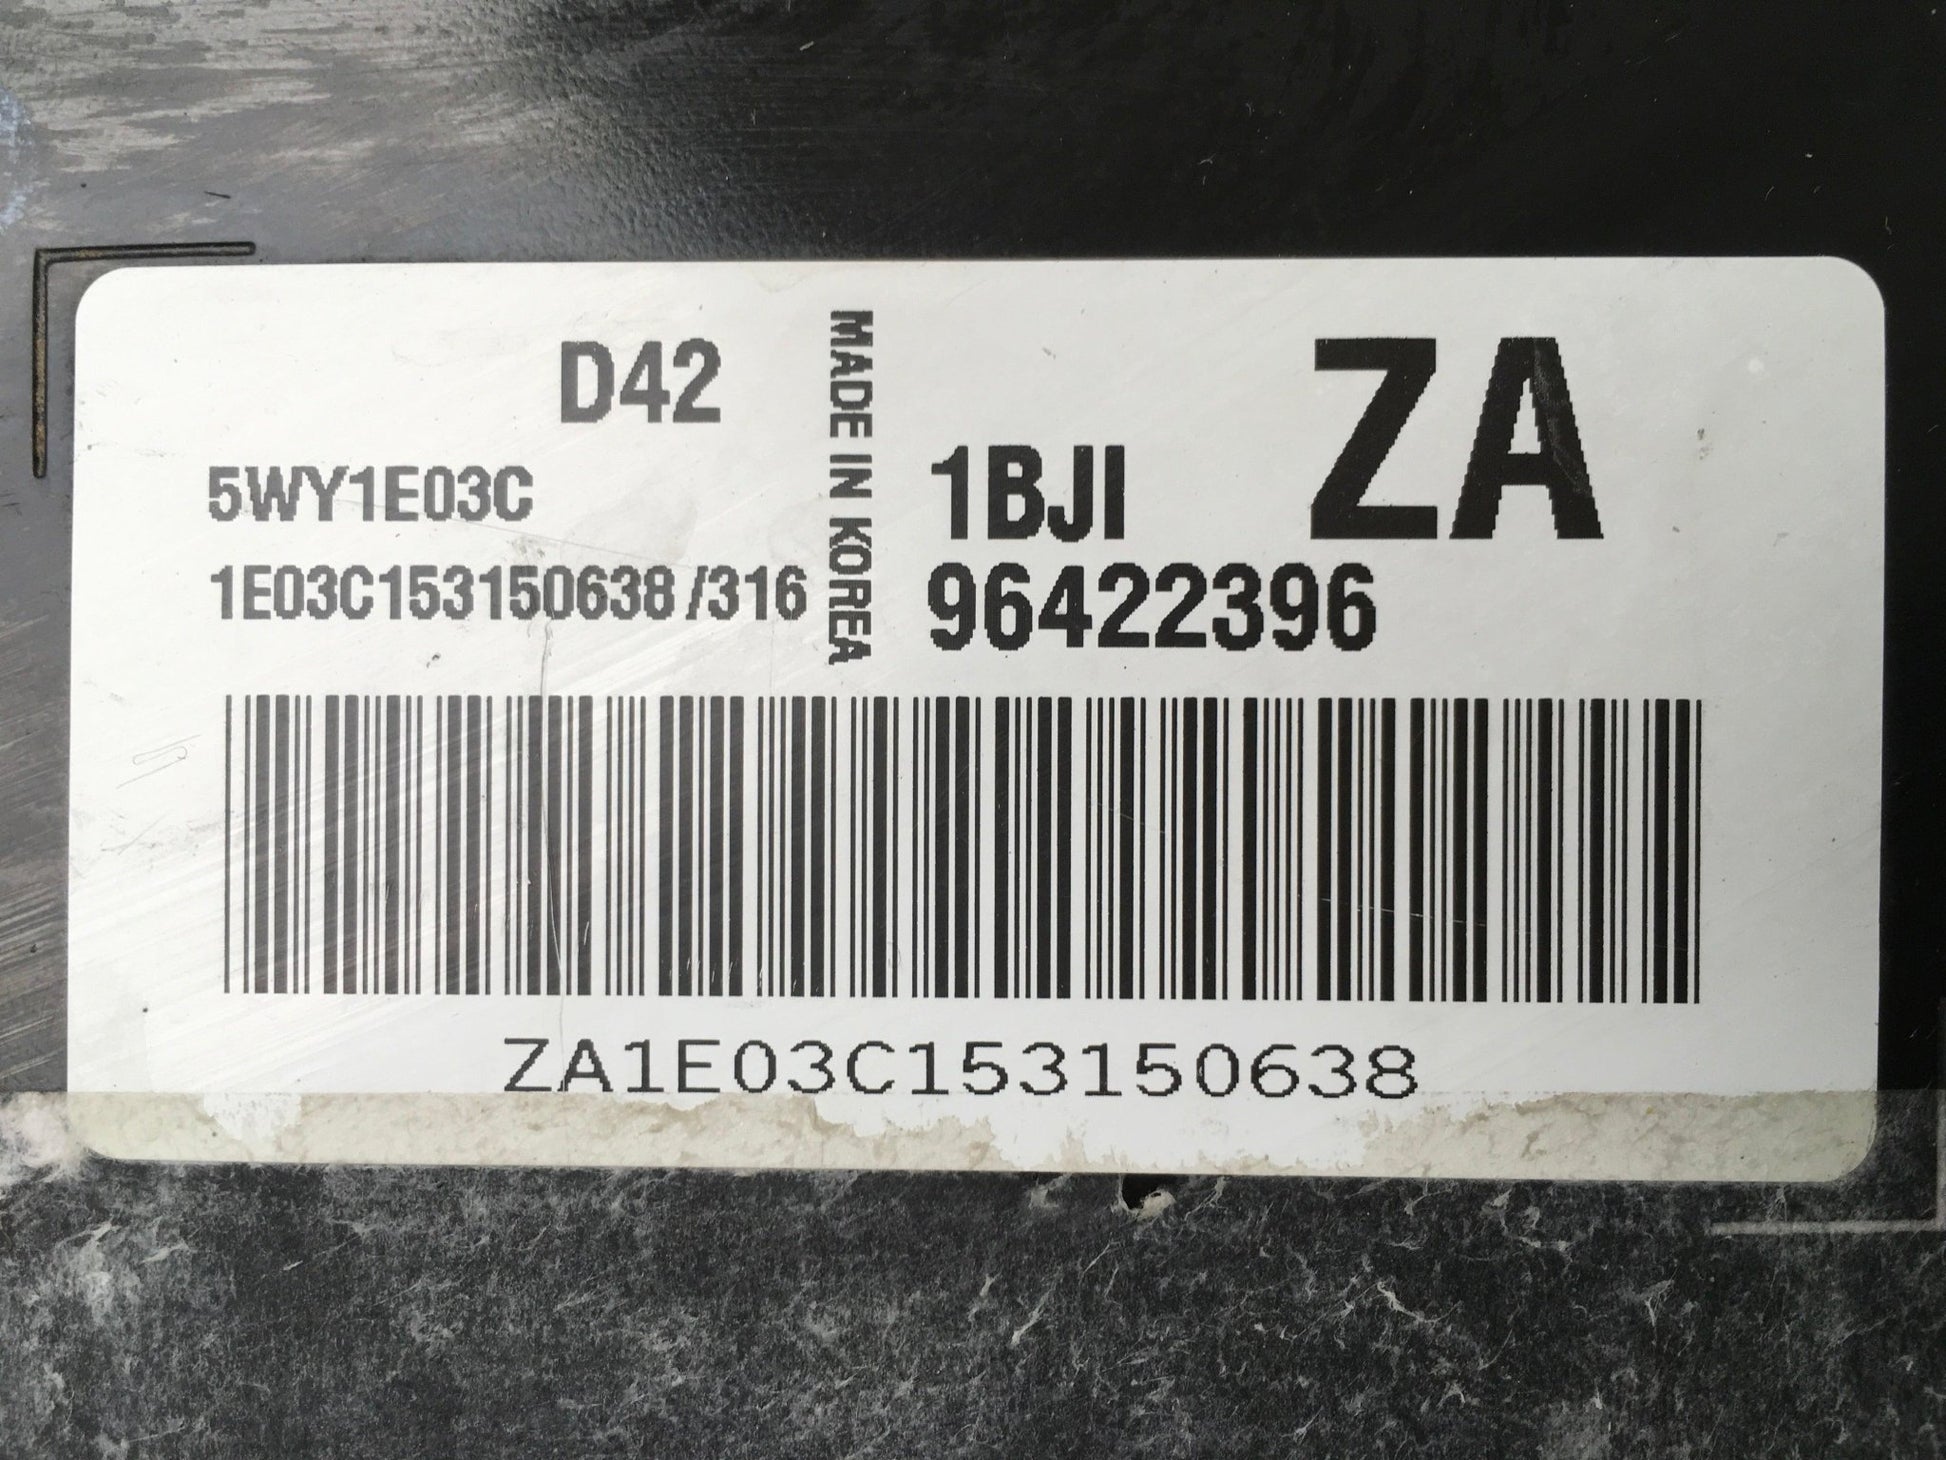 D42
5WY1E03C
1E03C153150638 /316
MADE IN KOREA
ZA
1BJI
96422396
ZA1E03C153150638